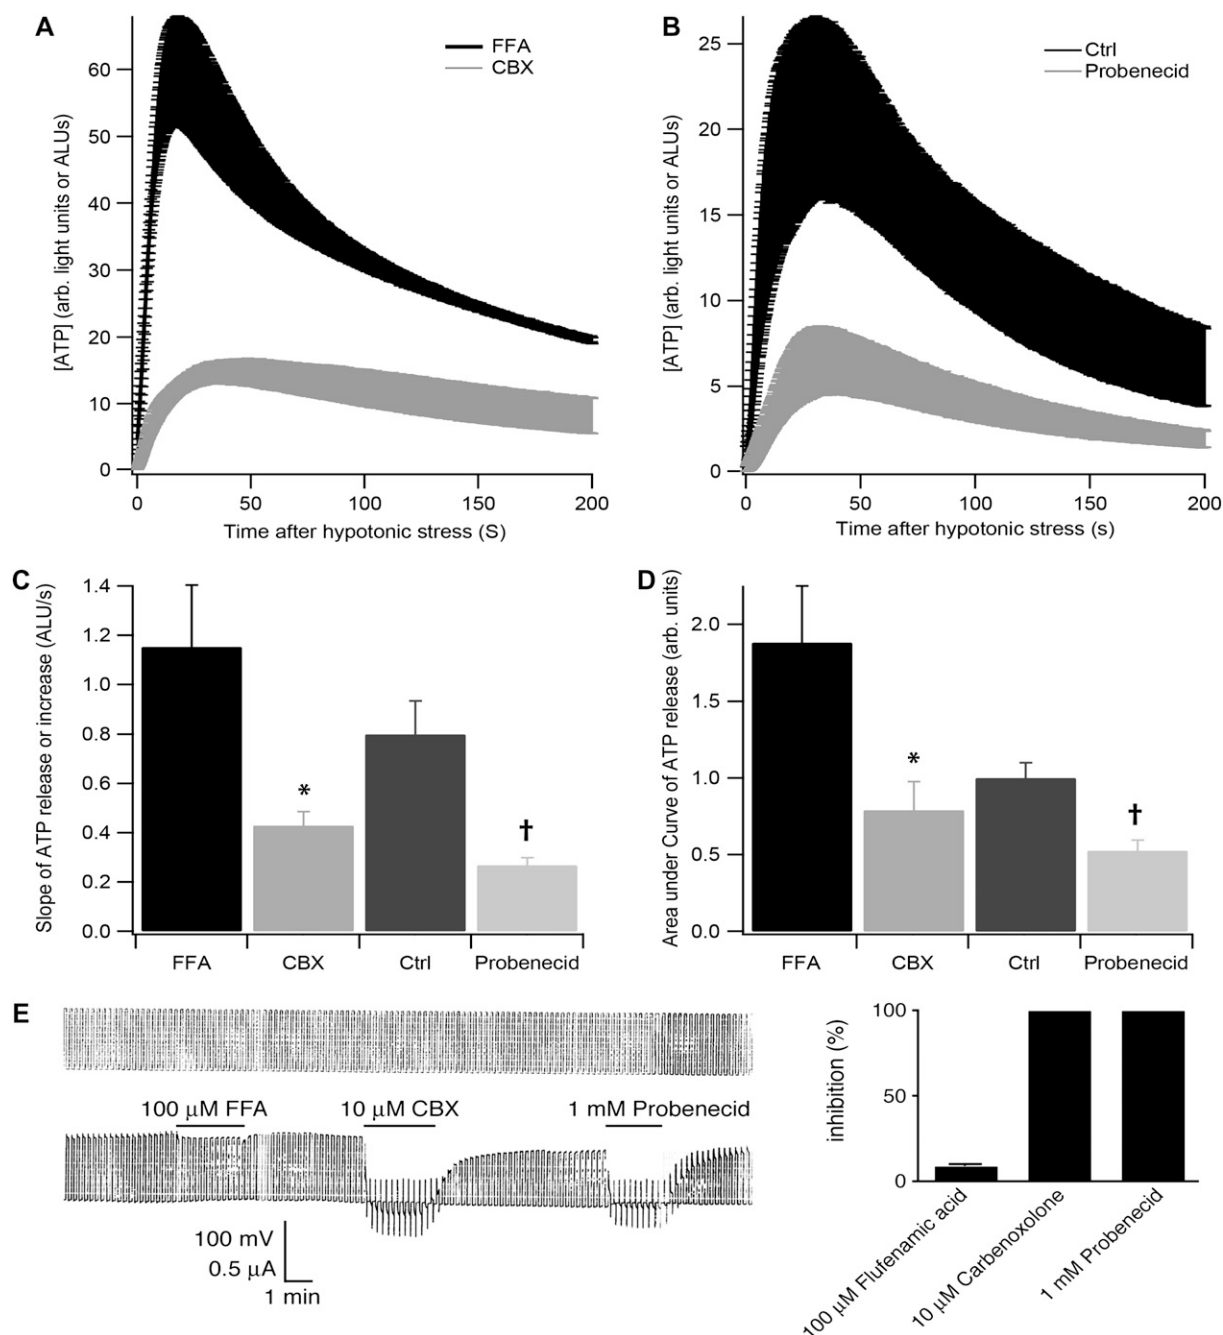 A
FFA
CBX
[ATP] (arb. light units or ALUs)
60
50
40
30
20
10
0
0 50 100 150 200
Time after hypotonic stress (S)
B
Ctrl
Probenecid
[ATP] (arb. light units or ALUs)
25
20
15
10
5
0
0 50 100 150 200
Time after hypotonic stress (s)
C
Slope of ATP release or increase (ALU/s)
1.4
1.2
1.0
0.8
0.6
0.4
0.2
0.0
*
†
FFA CBX Ctrl Probenecid
D
Area under Curve of ATP release (arb. units)
2.0
1.5
1.0
0.5
0.0
*
†
FFA CBX Ctrl Probenecid
E
100 μM FFA 10 μM CBX 1 mM Probenecid
100 mV
0.5 μA
1 min
inhibition (%)
100
50
0
100 μM Flufenamic acid
10 μM Carbenoxolone
1 mM Probenecid